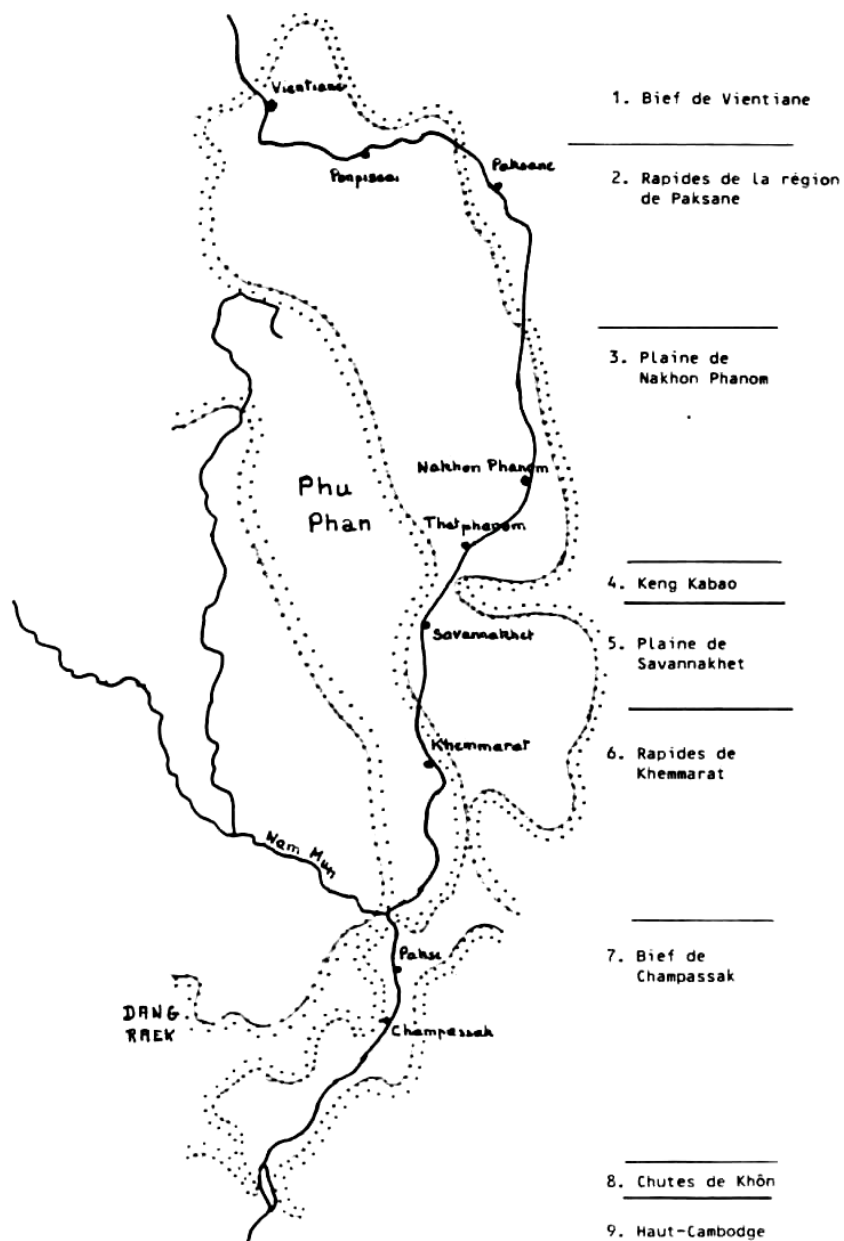 Vientiane
Ponpissai
Paksane
Phu
Phan
Nakhon Phanom
Thatphanom
Savannakhet
Khemmarat
Nam Mun
Pakse
DANG
RAEK
Champassak
1. Bief de Vientiane
2. Rapides de la région
de Paksane
3. Plaine de
Nakhon Phanom
4. Keng Kabao
5. Plaine de
Savannakhet
6. Rapides de
Khemmarat
7. Bief de
Champassak
8. Chutes de Khôn
9. Haut-Cambodge